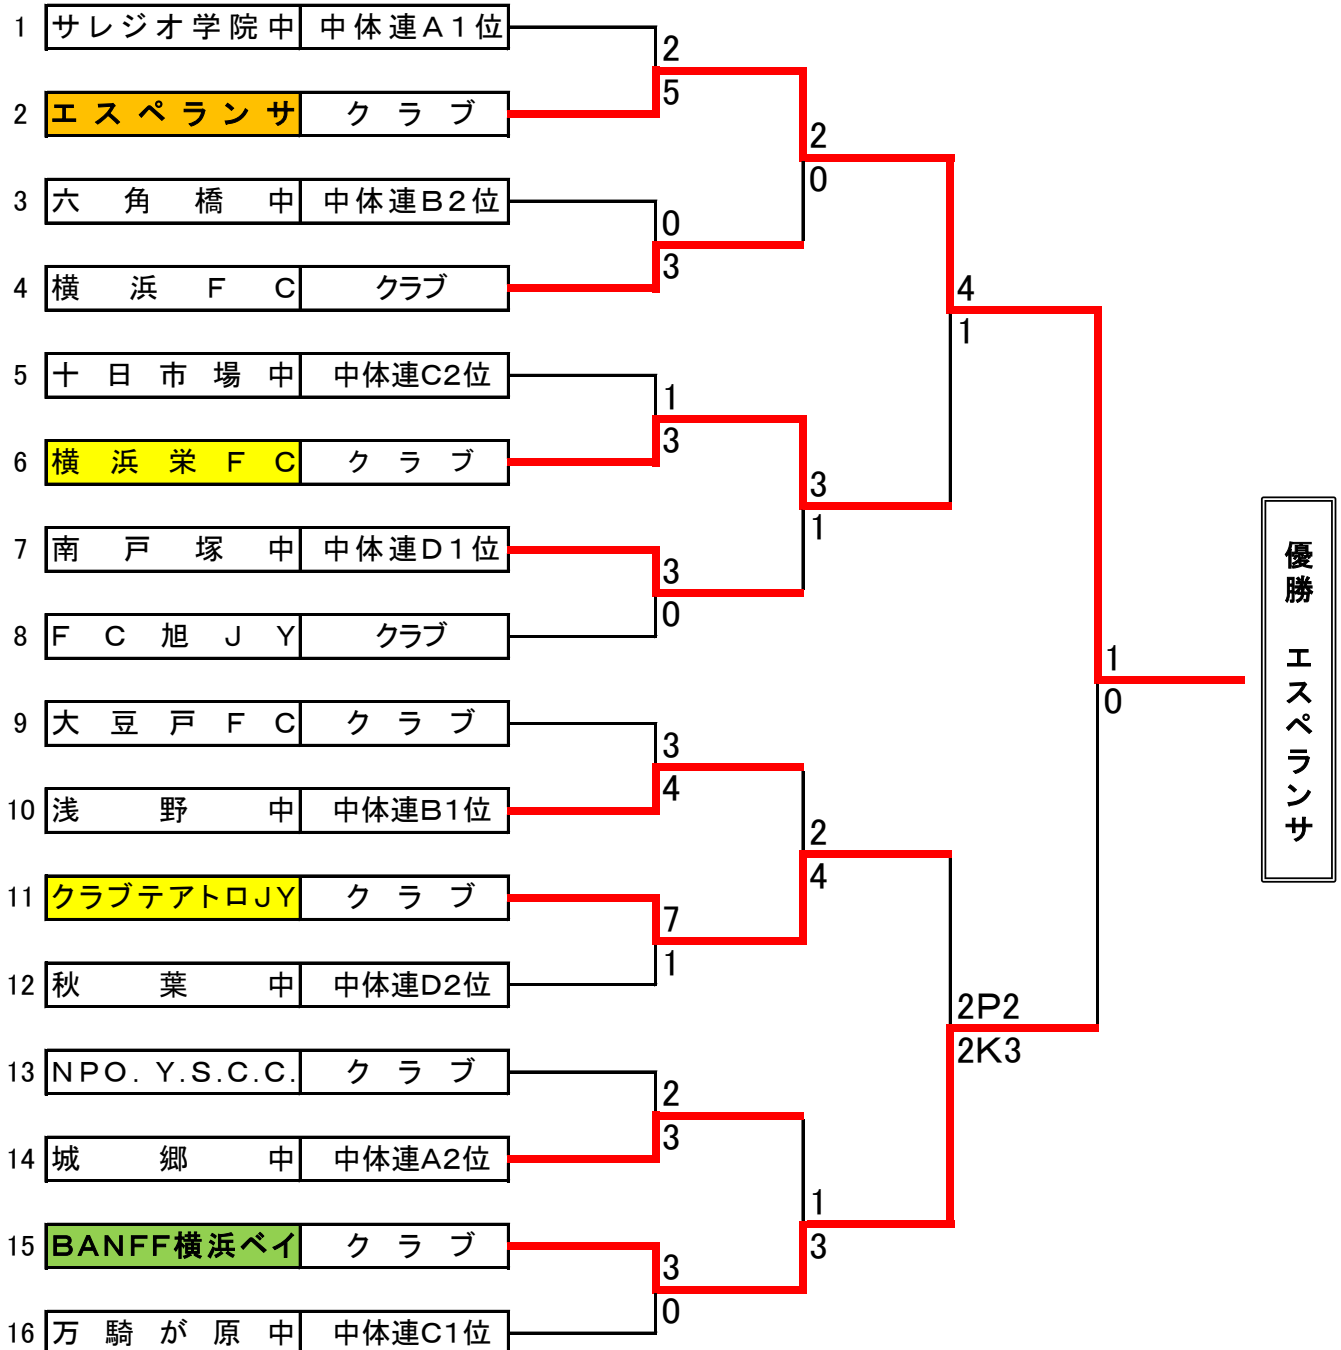 1 サレジオ学院中 中体連A1位
2
5
2 エスペランサ クラブ
2
0
3 六角橋中 中体連B2位
0
3
4 横浜FC クラブ
4
1
5 十日市場中 中体連C2位
1
3
6 横浜栄FC クラブ
3
1
7 南戸塚中 中体連D1位
3
0
8 FC旭JY クラブ
1
0
優勝 エスペランサ
9 大豆戸FC クラブ
3
4
10 浅野中 中体連B1位
2
4
11 クラブテアトロJY クラブ
7
1
12 秋葉中 中体連D2位
2P2
2K3
13 NPO. Y.S.C.C. クラブ
2
3
14 城郷中 中体連A2位
1
3
15 BANFF横浜ベイ クラブ
3
0
16 万騎が原中 中体連C1位